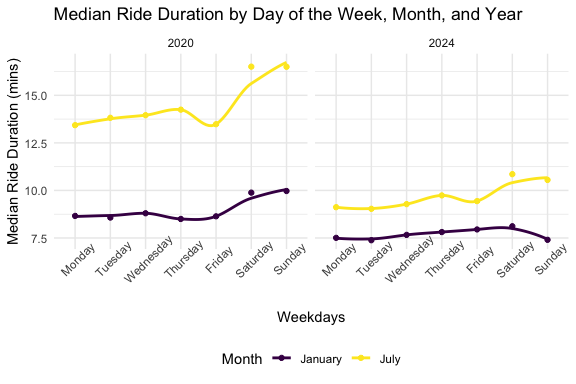 Median Ride Duration by Day of the Week, Month, and Year
2020
2024
Median Ride Duration (mins)
15.0
12.5
10.0
7.5
Monday
Tuesday
Wednesday
Thursday
Friday
Saturday
Sunday
Monday
Tuesday
Wednesday
Thursday
Friday
Saturday
Sunday
Weekdays
Month January July